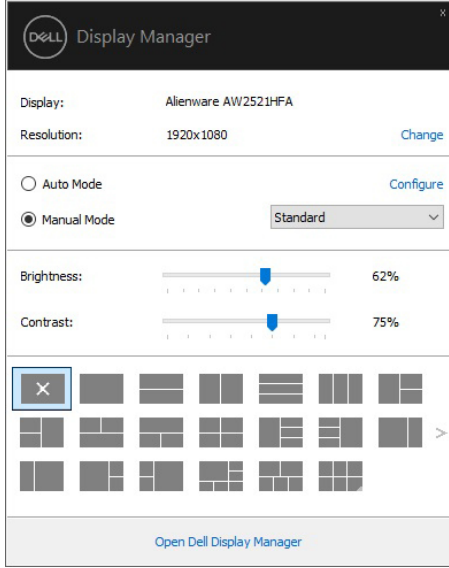 x
DELL Display Manager
Display: Alienware AW2521HFA
Resolution: 1920x1080 Change
Auto Mode Configure
Manual Mode Standard
Brightness: 62%
Contrast: 75%
Open Dell Display Manager